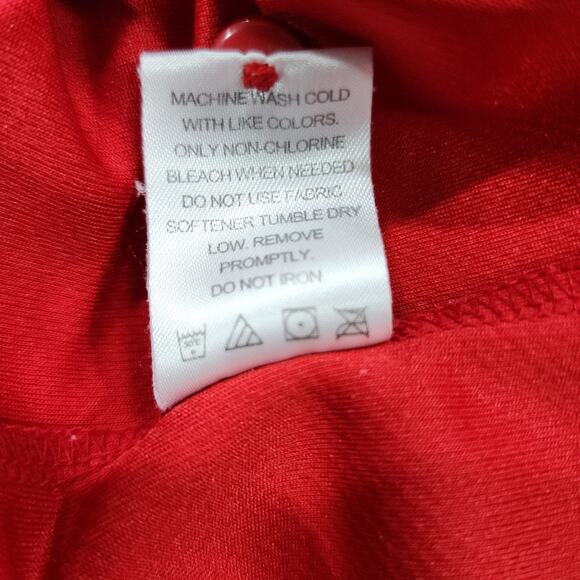 MACHINE WASH COLD
WITH LIKE COLORS.
ONLY NON-CHLORINE
BLEACH WHEN NEEDED
DO NOT USE FABRIC
SOFTENER TUMBLE DRY
LOW. REMOVE
PROMPTLY.
DO NOT IRON
30°C